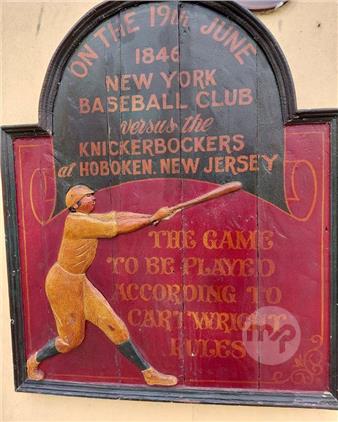 ON THE 19TH JUNE
1846
NEW YORK
BASEBALL CLUB
versus the
KNICKERBOCKERS
at HOBOKEN. NEW JERSEY
THE GAME
TO BE PLAYED
ACCORDING TO
CARTWRIGHT
RULES